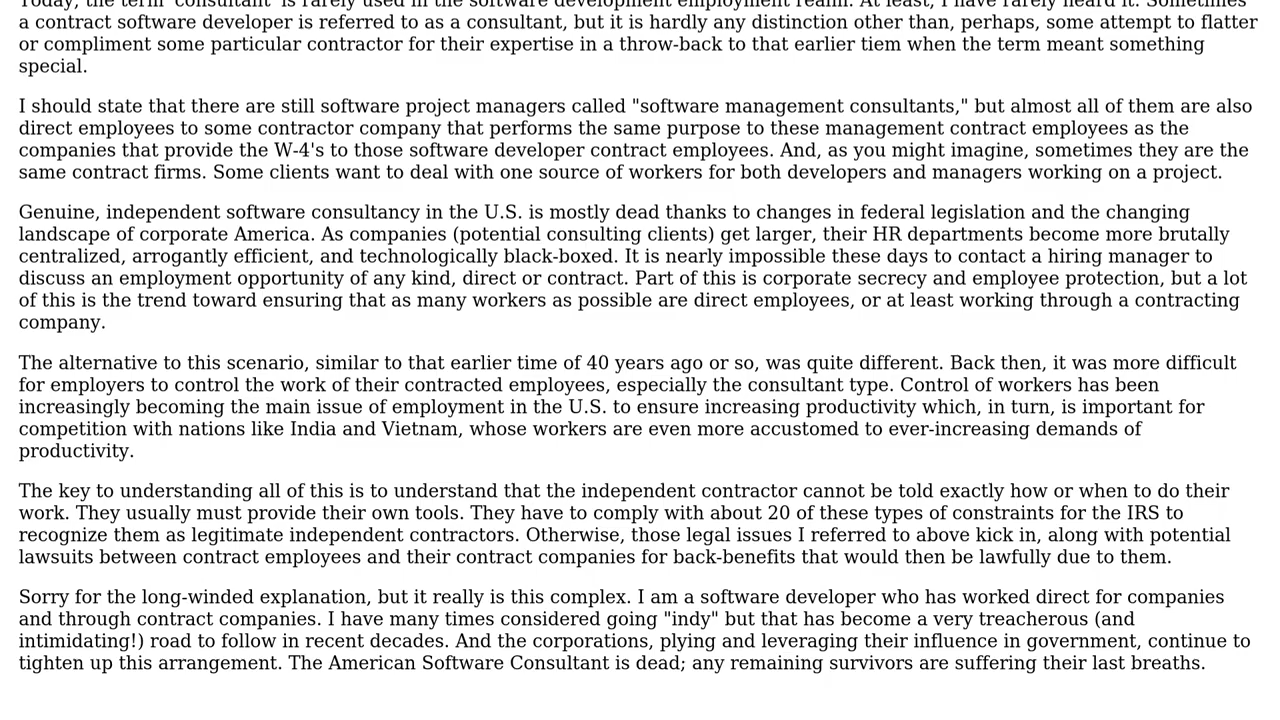 Today, the term "consultant" is rarely used in the software development employment realm. At least, I have rarely heard it. Sometimes
a contract software developer is referred to as a consultant, but it is hardly any distinction other than, perhaps, some attempt to flatter
or compliment some particular contractor for their expertise in a throw-back to that earlier tiem when the term meant something
special.
I should state that there are still software project managers called "software management consultants," but almost all of them are also
direct employees to some contractor company that performs the same purpose to these management contract employees as the
companies that provide the W-4's to those software developer contract employees. And, as you might imagine, sometimes they are the
same contract firms. Some clients want to deal with one source of workers for both developers and managers working on a project.
Genuine, independent software consultancy in the U.S. is mostly dead thanks to changes in federal legislation and the changing
landscape of corporate America. As companies (potential consulting clients) get larger, their HR departments become more brutally
centralized, arrogantly efficient, and technologically black-boxed. It is nearly impossible these days to contact a hiring manager to
discuss an employment opportunity of any kind, direct or contract. Part of this is corporate secrecy and employee protection, but a lot
of this is the trend toward ensuring that as many workers as possible are direct employees, or at least working through a contracting
company.
The alternative to this scenario, similar to that earlier time of 40 years ago or so, was quite different. Back then, it was more difficult
for employers to control the work of their contracted employees, especially the consultant type. Control of workers has been
increasingly becoming the main issue of employment in the U.S. to ensure increasing productivity which, in turn, is important for
competition with nations like India and Vietnam, whose workers are even more accustomed to ever-increasing demands of
productivity.
The key to understanding all of this is to understand that the independent contractor cannot be told exactly how or when to do their
work. They usually must provide their own tools. They have to comply with about 20 of these types of constraints for the IRS to
recognize them as legitimate independent contractors. Otherwise, those legal issues I referred to above kick in, along with potential
lawsuits between contract employees and their contract companies for back-benefits that would then be lawfully due to them.
Sorry for the long-winded explanation, but it really is this complex. I am a software developer who has worked direct for companies
and through contract companies. I have many times considered going "indy" but that has become a very treacherous (and
intimidating!) road to follow in recent decades. And the corporations, plying and leveraging their influence in government, continue to
tighten up this arrangement. The American Software Consultant is dead; any remaining survivors are suffering their last breaths.